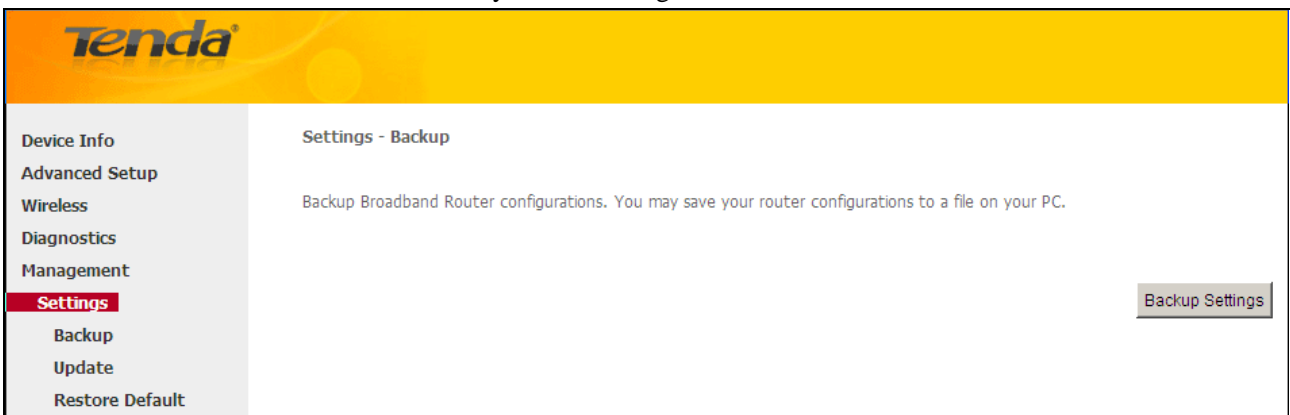 Tenda®
Device Info
Advanced Setup
Wireless
Diagnostics
Management
Settings
Backup
Update
Restore Default
Settings - Backup
Backup Broadband Router configurations. You may save your router configurations to a file on your PC.
Backup Settings